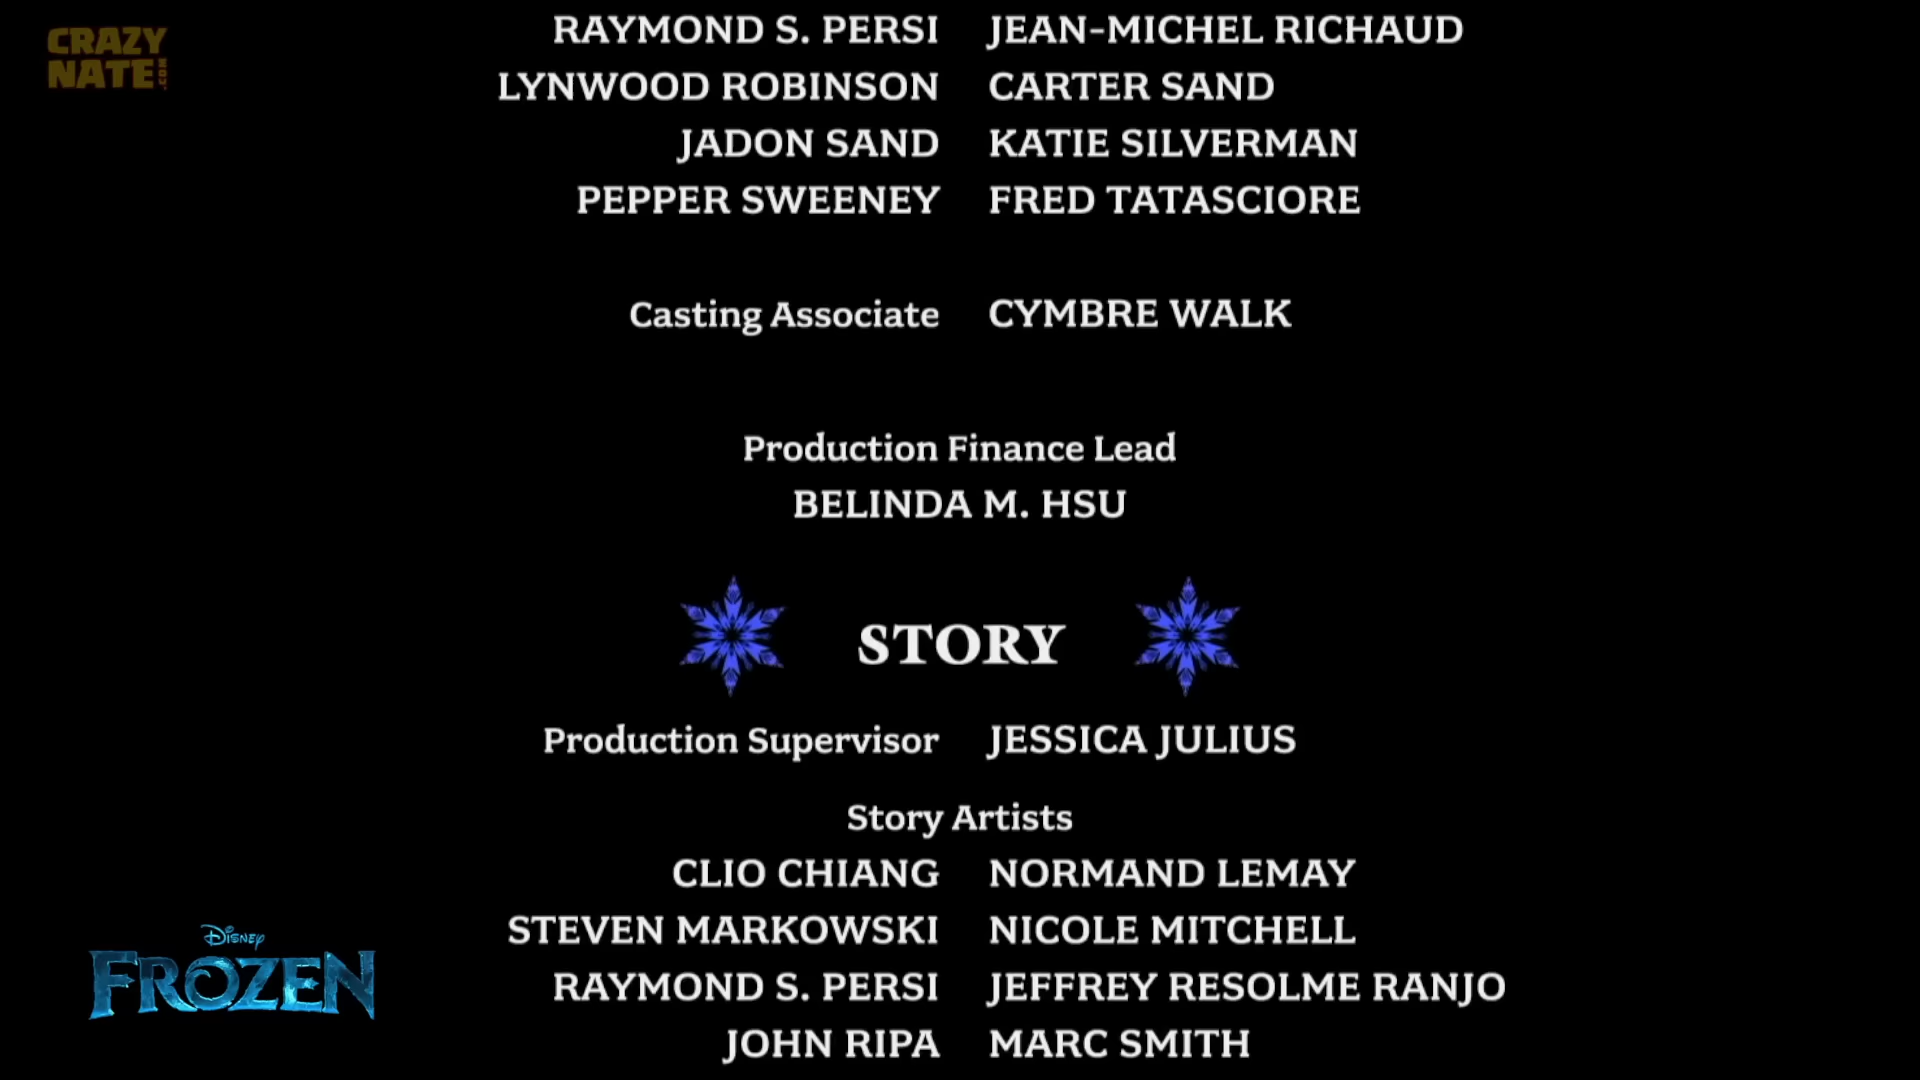 CRAZY
NATE.COM
RAYMOND S. PERSI JEAN-MICHEL RICHAUD
LYNWOOD ROBINSON CARTER SAND
JADON SAND KATIE SILVERMAN
PEPPER SWEENEY FRED TATASCIORE
Casting Associate CYMBRE WALK
Production Finance Lead
BELINDA M. HSU
STORY
Production Supervisor JESSICA JULIUS
Story Artists
CLIO CHIANG NORMAND LEMAY
STEVEN MARKOWSKI NICOLE MITCHELL
RAYMOND S. PERSI JEFFREY RESOLME RANJO
JOHN RIPA MARC SMITH
DISNEY
FROZEN